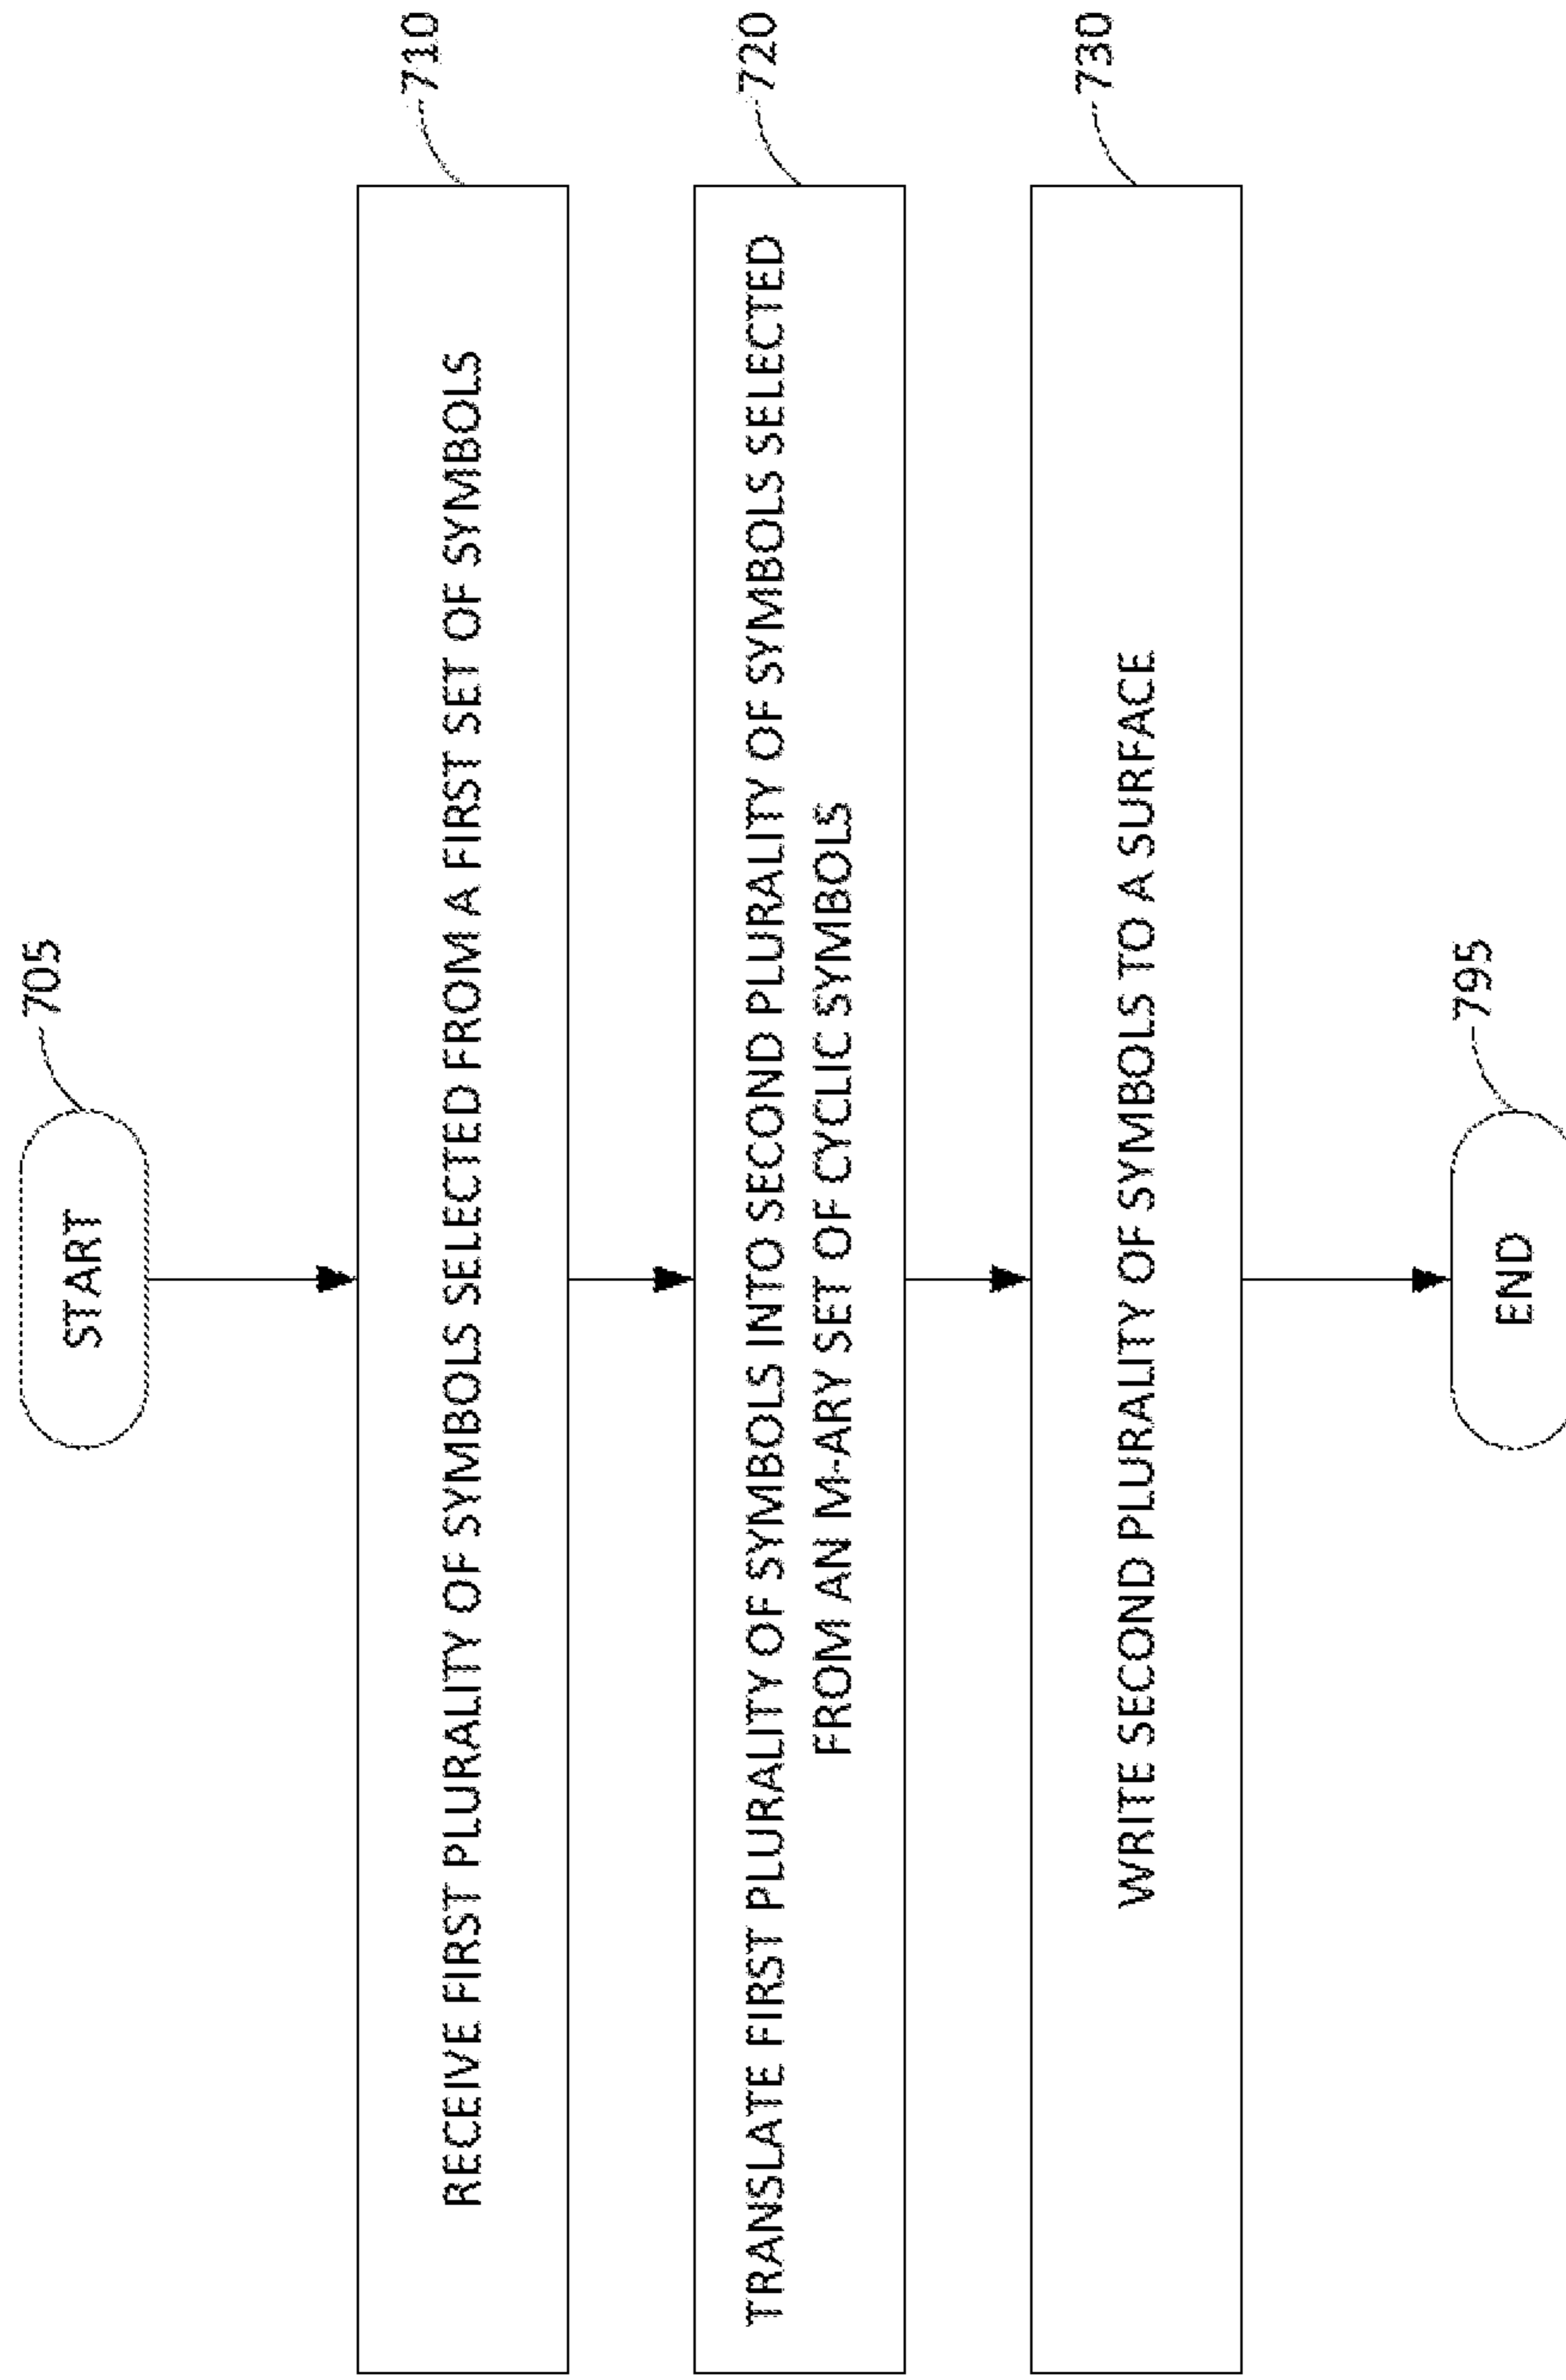 START
705
RECEIVE FIRST PLURALITY OF SYMBOLS SELECTED FROM A FIRST SET OF SYMBOLS
710
TRANSLATE FIRST PLURALITY OF SYMBOLS INTO SECOND PLURALITY OF SYMBOLS SELECTED
FROM AN M-ARY SET OF CYCLIC SYMBOLS
720
WRITE SECOND PLURALITY OF SYMBOLS TO A SURFACE
730
END
795